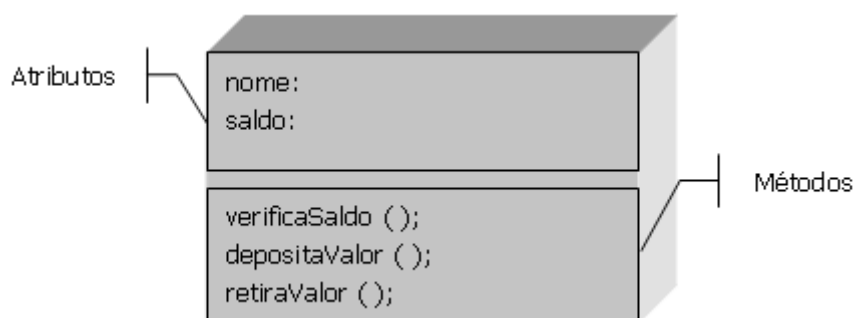 Atributos
nome:
saldo:
Métodos
verificaSaldo ();
depositaValor ();
retiraValor ();